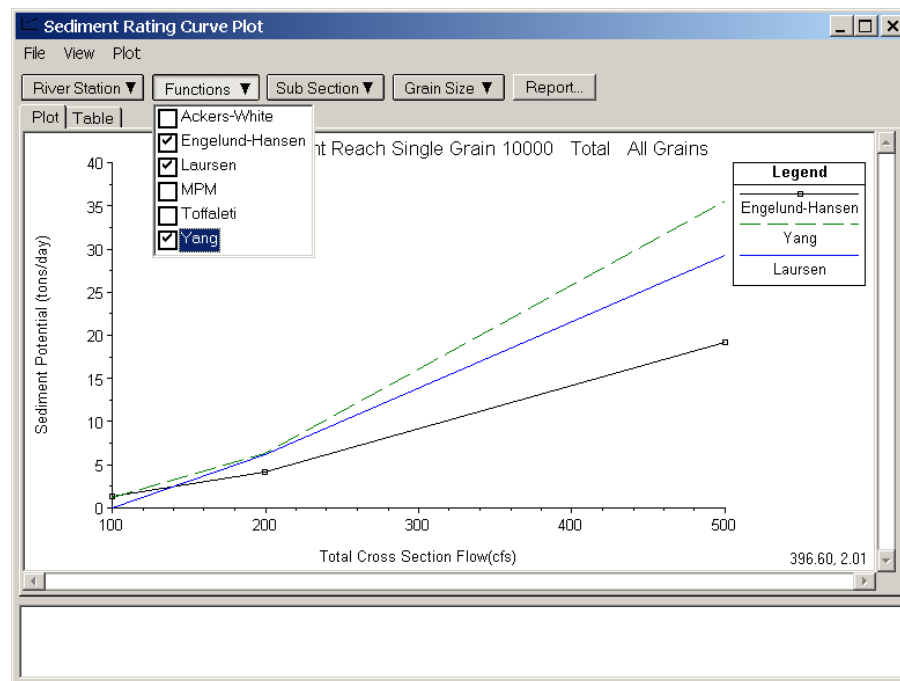 Sediment Rating Curve Plot
File View Plot
River Station Functions Sub Section Grain Size Report...
Plot Table
Ackers-White
Engelund-Hansen
Laursen
MPM
Toffaleti
Yang
Reach Single Grain 10000 Total All Grains
Legend
Engelund-Hansen
Yang
Laursen
Sediment Potential (tons/day)
40
35
30
25
20
15
10
5
0
100 200 300 400 500
Total Cross Section Flow(cfs)
396.60, 2.01